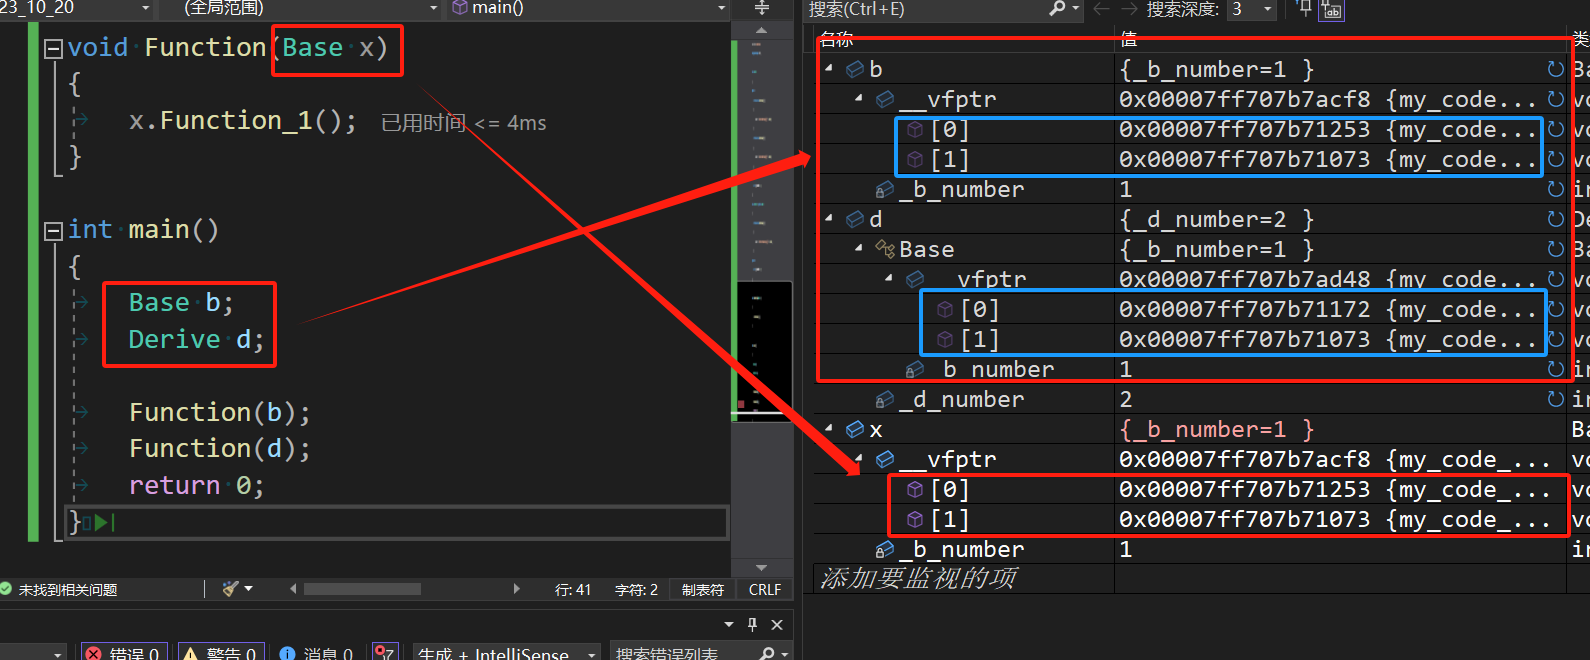 23_10_20
(全局范围)
main()
void Function(Base x)
{
x.Function_1(); 已用时间 <= 4ms
}
int main()
{
Base b;
Derive d;
Function(b);
Function(d);
return 0;
}
未找到相关问题
行: 41
字符: 2
制表符
CRLF
错误 0
警告 0
消息 0
生成 + IntelliSense
搜索错误列表
搜索(Ctrl+E)
搜索深度: 3
名称 值 类
b {_b_number=1 } Ba
__vfptr 0x00007ff707b7acf8 {my_code... vo
[0] 0x00007ff707b71253 {my_code... vo
[1] 0x00007ff707b71073 {my_code... vo
_b_number 1 in
d {_d_number=2 } De
Base {_b_number=1 } Ba
__vfptr 0x00007ff707b7ad48 {my_code... vo
[0] 0x00007ff707b71172 {my_code... vo
[1] 0x00007ff707b71073 {my_code... vo
_b_number 1 in
_d_number 2 in
x {_b_number=1 } Ba
__vfptr 0x00007ff707b7acf8 {my_code_... vo
[0] 0x00007ff707b71253 {my_code_... vo
[1] 0x00007ff707b71073 {my_code_... vo
_b_number 1 in
添加要监视的项